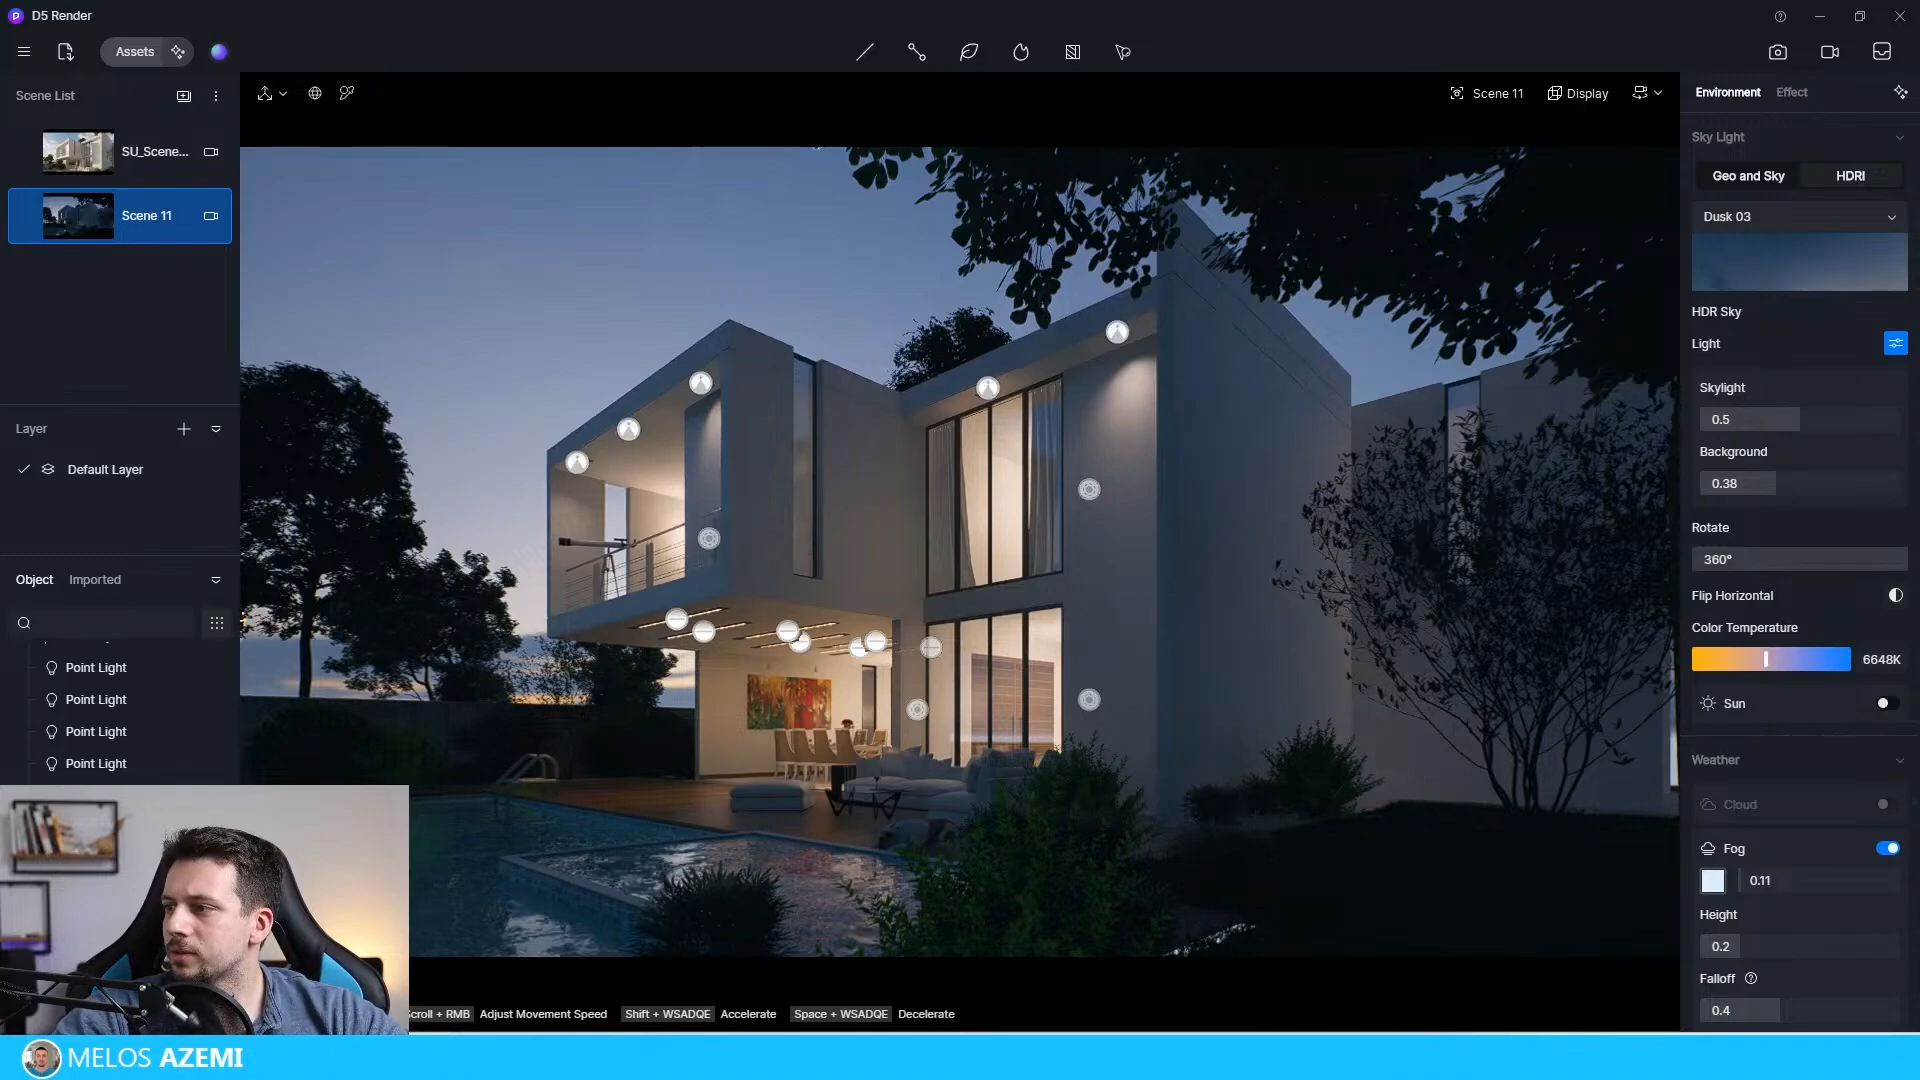 D5 Render
Assets
Scene List
SU_Scene...
Scene 11
Layer
Default Layer
Object Imported
Point Light
Point Light
Point Light
Point Light
Scene 11 Display
Scroll + RMB Adjust Movement Speed Shift + WSADQE Accelerate Space + WSADQE Decelerate
Environment Effect
Sky Light
Geo and Sky HDRI
Dusk 03
HDR Sky
Light
Skylight
0.5
Background
0.38
Rotate
360°
Flip Horizontal
Color Temperature
6648K
Sun
Weather
Cloud
Fog
0.11
Height
0.2
Falloff
0.4
MELOS AZEMI